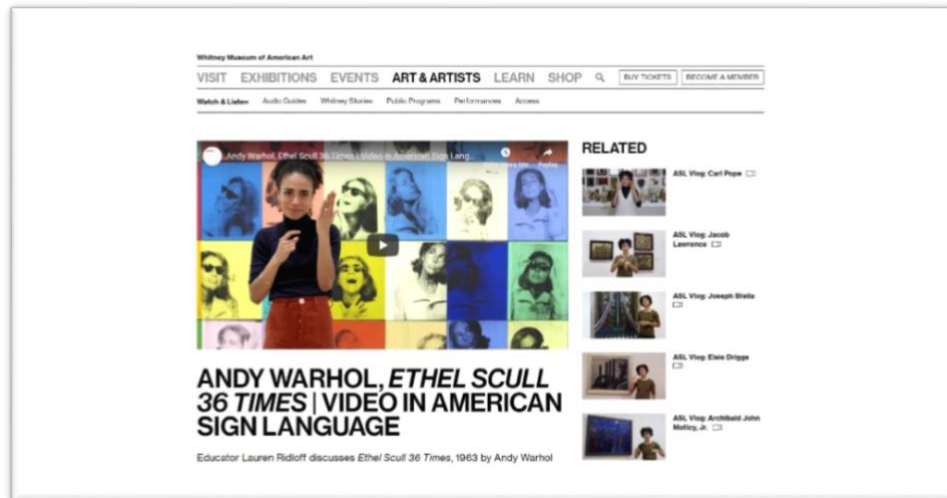 Whitney Museum of American Art
VISIT EXHIBITIONS EVENTS ART & ARTISTS LEARN SHOP BUY TICKETS BECOME A MEMBER
Watch & Listen Audio Guides Whitney Stories Public Programs Performances Access
Andy Warhol, Ethel Scull 36 Times | Video in American Sign Lang...
RELATED
ASL Vlog: Carl Pope
ASL Vlog: Jacob
Lawrence
ASL Vlog: Joseph Stella
ASL Vlog: Elsie Driggs
ASL Vlog: Archibald John
Motley, Jr.
ANDY WARHOL, ETHEL SCULL
36 TIMES | VIDEO IN AMERICAN
SIGN LANGUAGE
Educator Lauren Ridloff discusses Ethel Scull 36 Times, 1963 by Andy Warhol